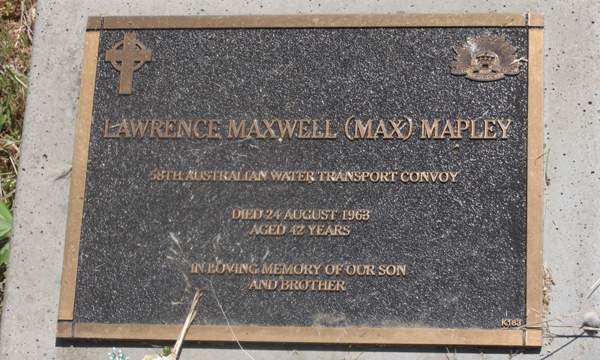 LAWRENCE MAXWELL (MAX) MAPLEY
58TH AUSTRALIAN WATER TRANSPORT CONVOY
DIED 24 AUGUST 1963
AGED 42 YEARS
IN LOVING MEMORY OF OUR SON
AND BROTHER
K163